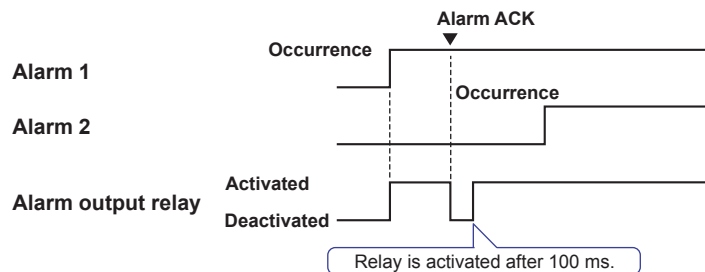 Alarm ACK
Occurrence
Alarm 1
Occurrence
Alarm 2
Activated
Alarm output relay
Deactivated
Relay is activated after 100 ms.